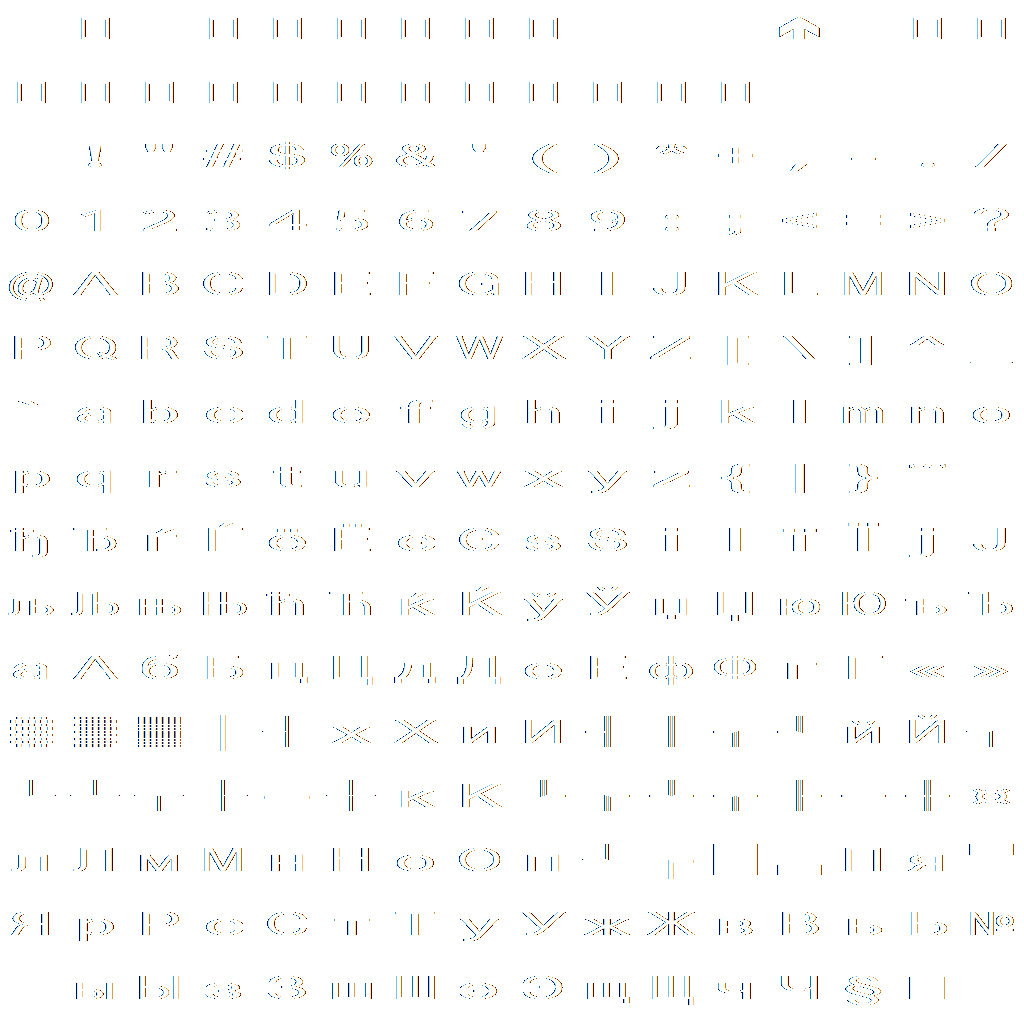 ! " # $ % & ' ( ) * + , - . /
0 1 2 3 4 5 6 7 8 9 : ; < = > ?
@ A B C D E F G H I J K L M N O
P Q R S T U V W X Y Z [ \ ] ^ _
` a b c d e f g h i j k l m n o
p q r s t u v w x y z { | } ~
ђ Ђ ѓ Ѓ ё Ё є Є ѕ Ѕ і І ї Ї ј Ј
љ Љ њ Њ ћ Ћ ќ Ќ ў Ў џ Џ ю Ю ъ Ъ
а А б Б ц Ц д Д е Е ф Ф г Г « »
░ ▒ ▓ │ ┤ х Х и И ╣ ║ ╗ ╝ й Й ┐
└ ┴ ┬ ├ ─ ┼ к К ╚ ╔ ╩ ╦ ╠ ═ ╬ ¤
л Л м М н Н о О п ┘ ┌ █ ▄ П я ▀
Я р Р с С т Т у У ж Ж в В ь Ь №
ы Ы з З ш Ш э Э щ Щ ч Ч § ■